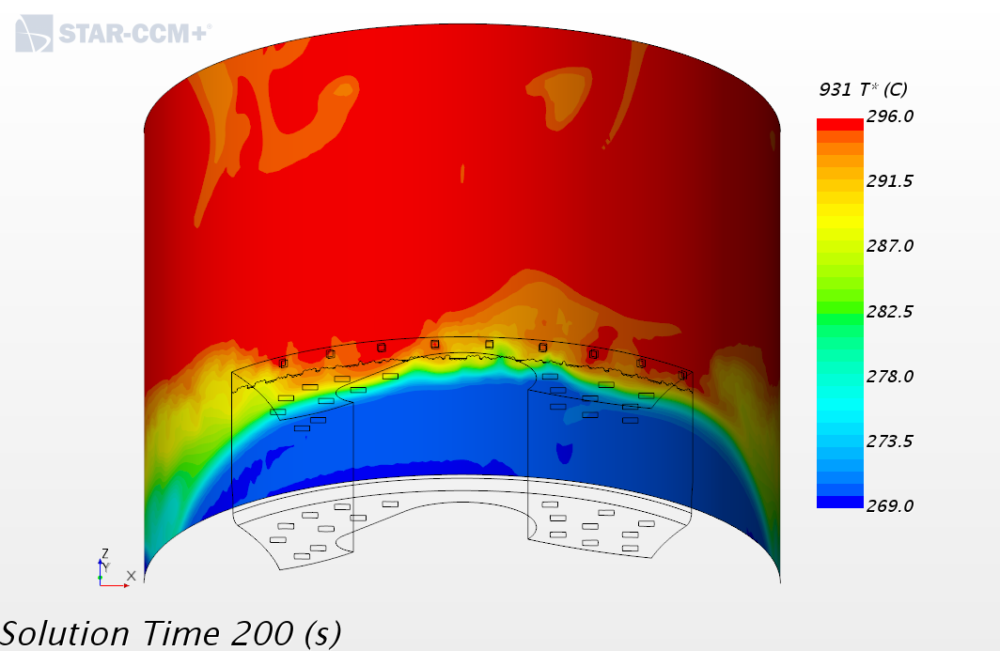 STAR-CCM+
931 T* (C)
296.0
291.5
287.0
282.5
278.0
273.5
269.0
Z
Y
X
Solution Time 200 (s)